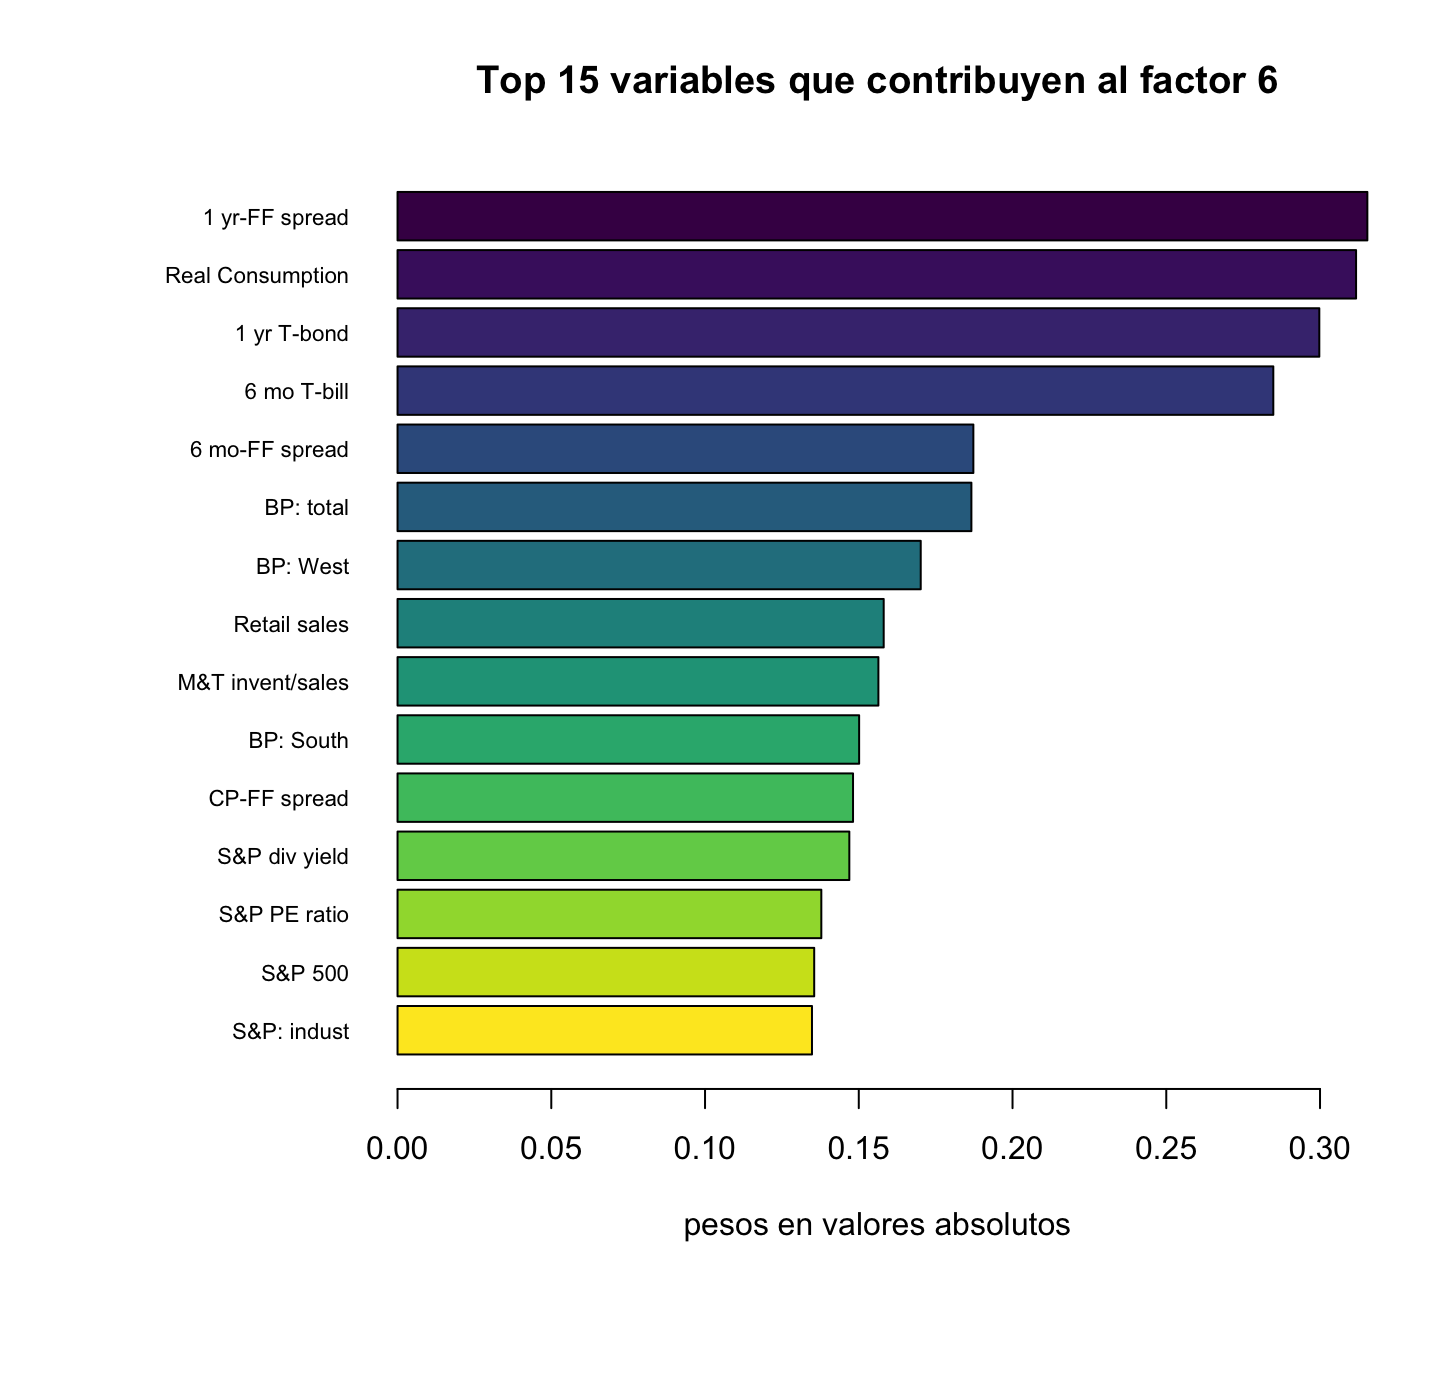 Top 15 variables que contribuyen al factor 6
1 yr-FF spread
Real Consumption
1 yr T-bond
6 mo T-bill
6 mo-FF spread
BP: total
BP: West
Retail sales
M&T invent/sales
BP: South
CP-FF spread
S&P div yield
S&P PE ratio
S&P 500
S&P: indust
0.00 0.05 0.10 0.15 0.20 0.25 0.30
pesos en valores absolutos